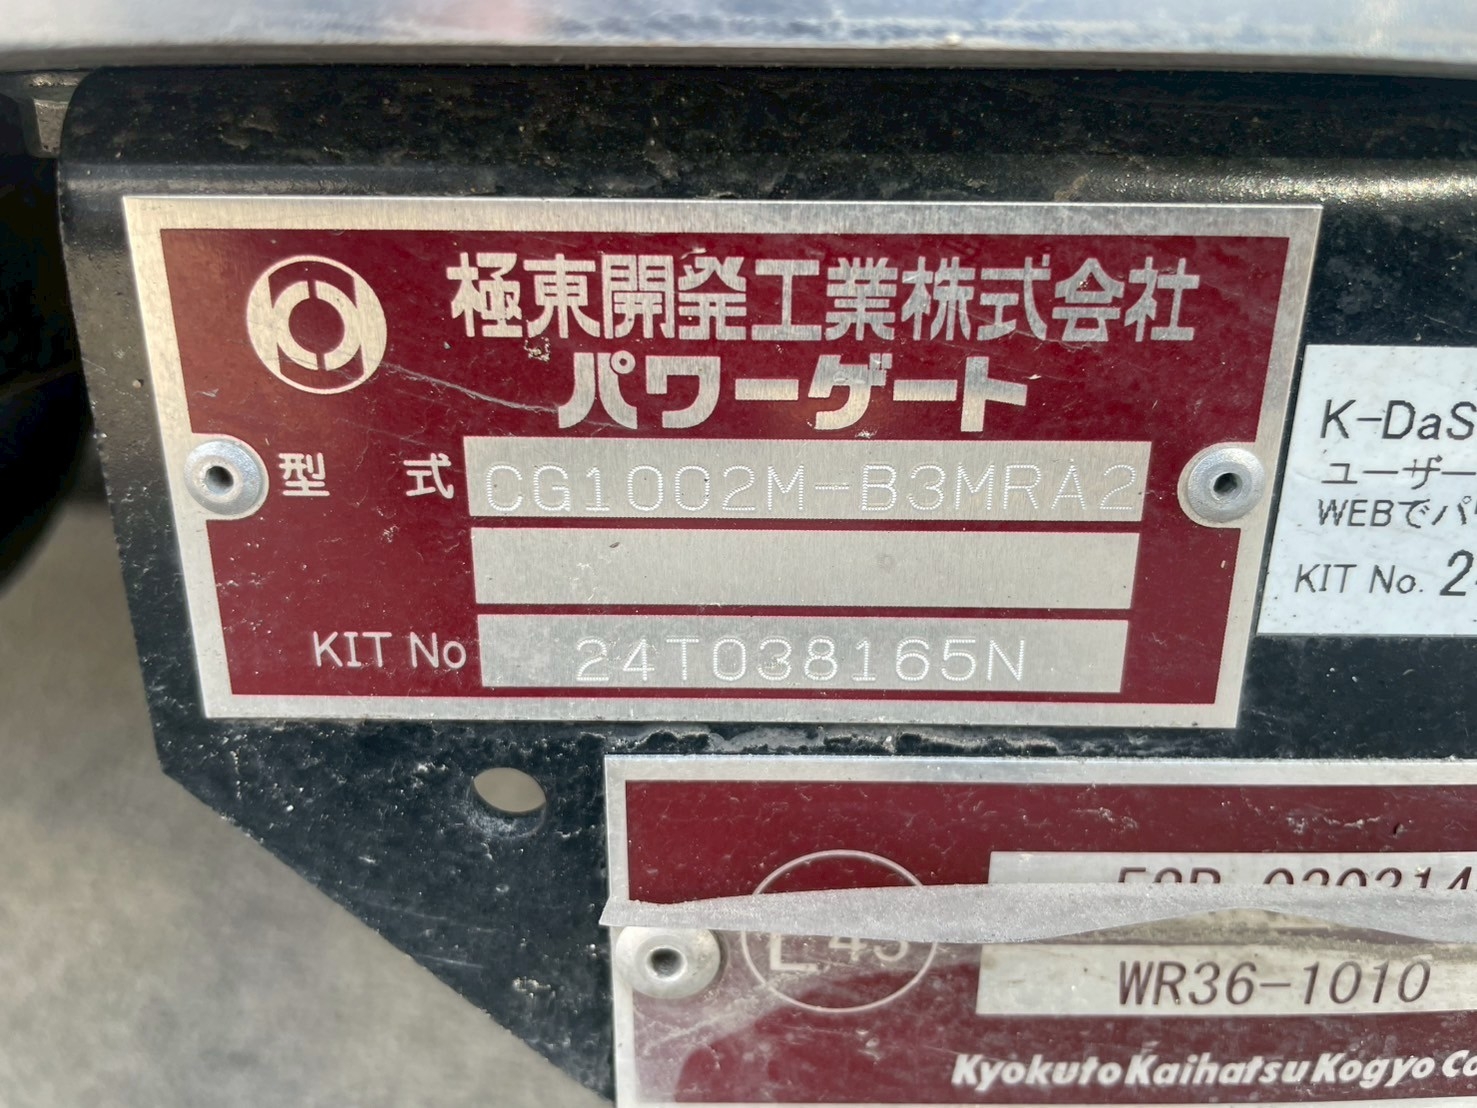 極東開発工業株式会社
パワーゲート
型 式 CG1002M-B3MRA2
KIT No 24T038165N
K-DaS
ユーザー
WEBでパ
KIT No. 2
E 43
WR36-1010
Kyokuto Kaihatsu Kogyo Co